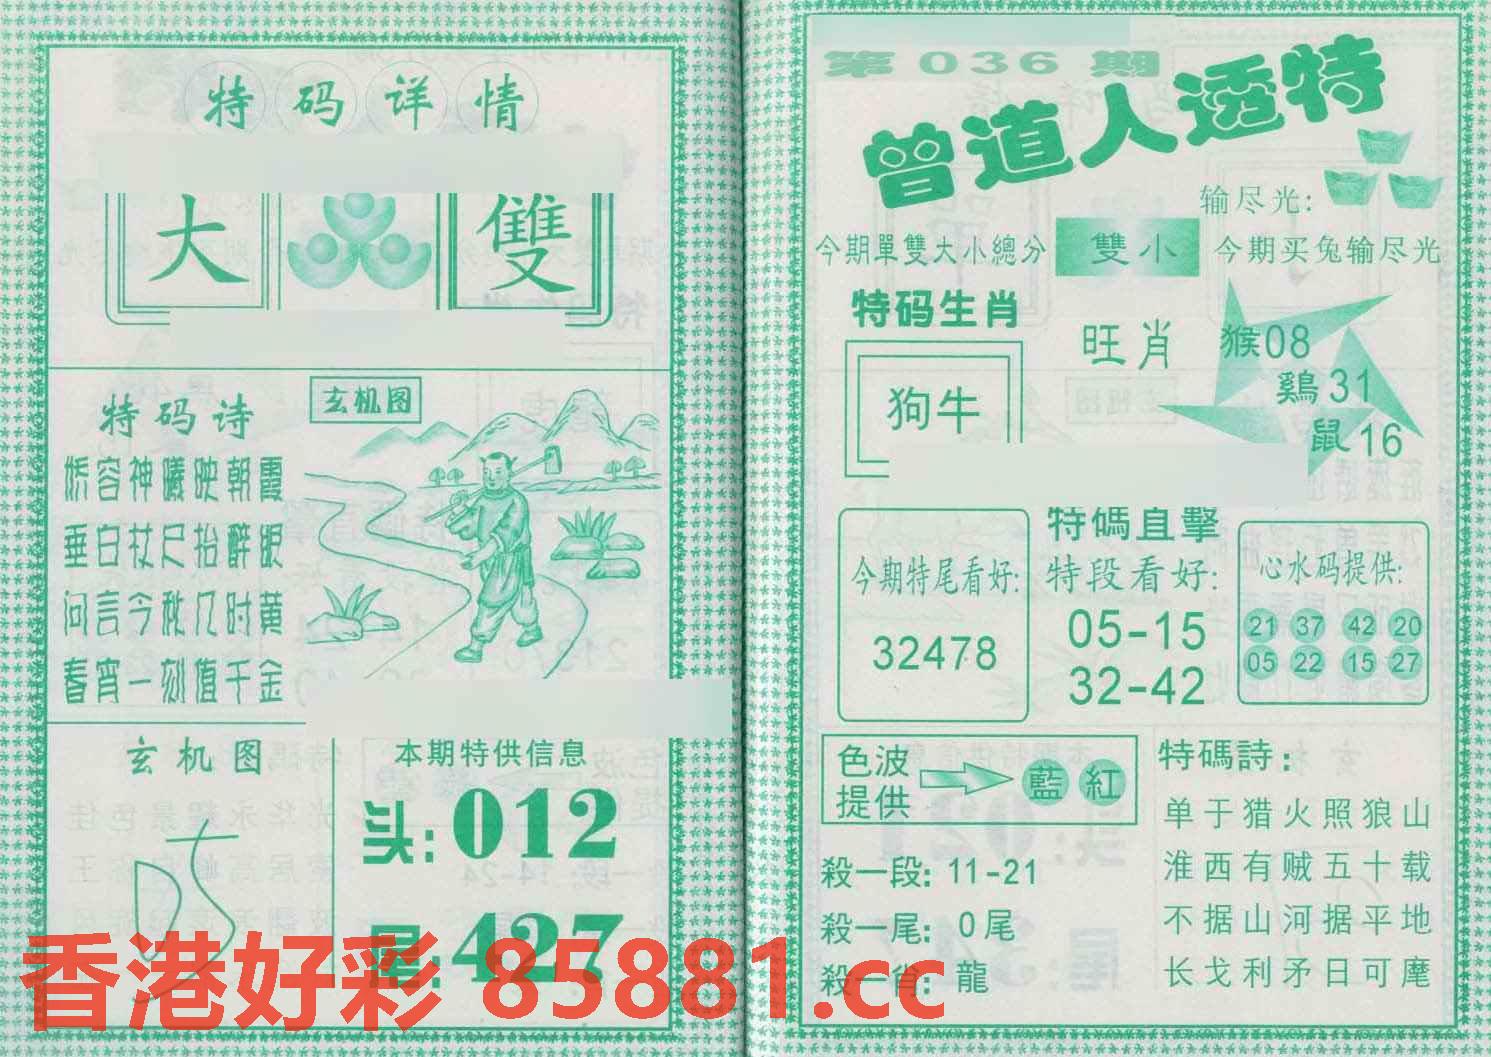 特码详情
大 雙
特码诗
娇容神曦映朝霞
垂白杖尺抬醉眼
问言今秋几时黄
春宵一刻值千金
玄机图
玄机图
本期特供信息
头:012
尾:427
第036期
曾道人透特
输尽光:
今期單雙大小總分 雙小 今期买兔输尽光
特码生肖
狗牛
旺肖
猴08
鷄31
鼠16
今期特尾看好:
32478
特碼直擊
特段看好:
05-15
32-42
心水码提供:
21 37 42 20
05 22 15 27
色波提供
藍 紅
殺一段: 11-21
殺一尾: 0尾
殺一肖: 龍
特碼詩:
单于猎火照狼山
淮西有贼五十载
不据山河据平地
长戈利矛日可麾
香港好彩 85881.cc